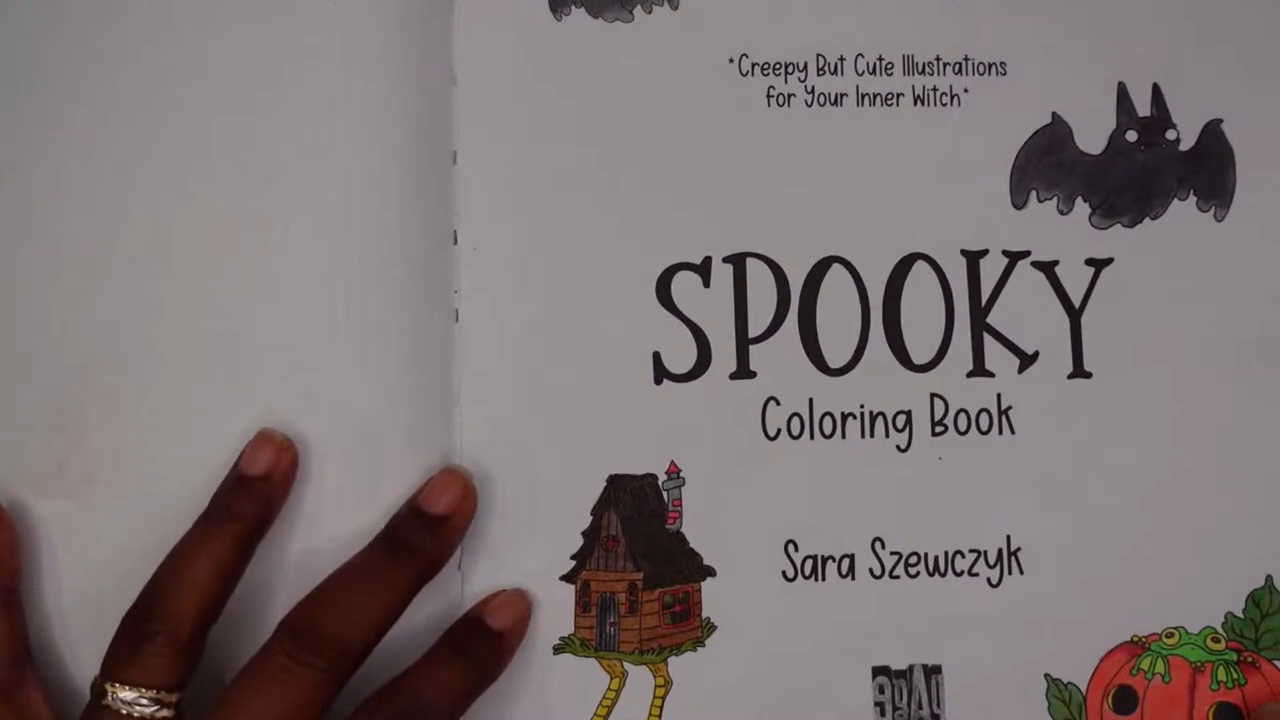 *Creepy But Cute Illustrations
for Your Inner Witch*
SPOOKY
Coloring Book
Sara Szewczyk